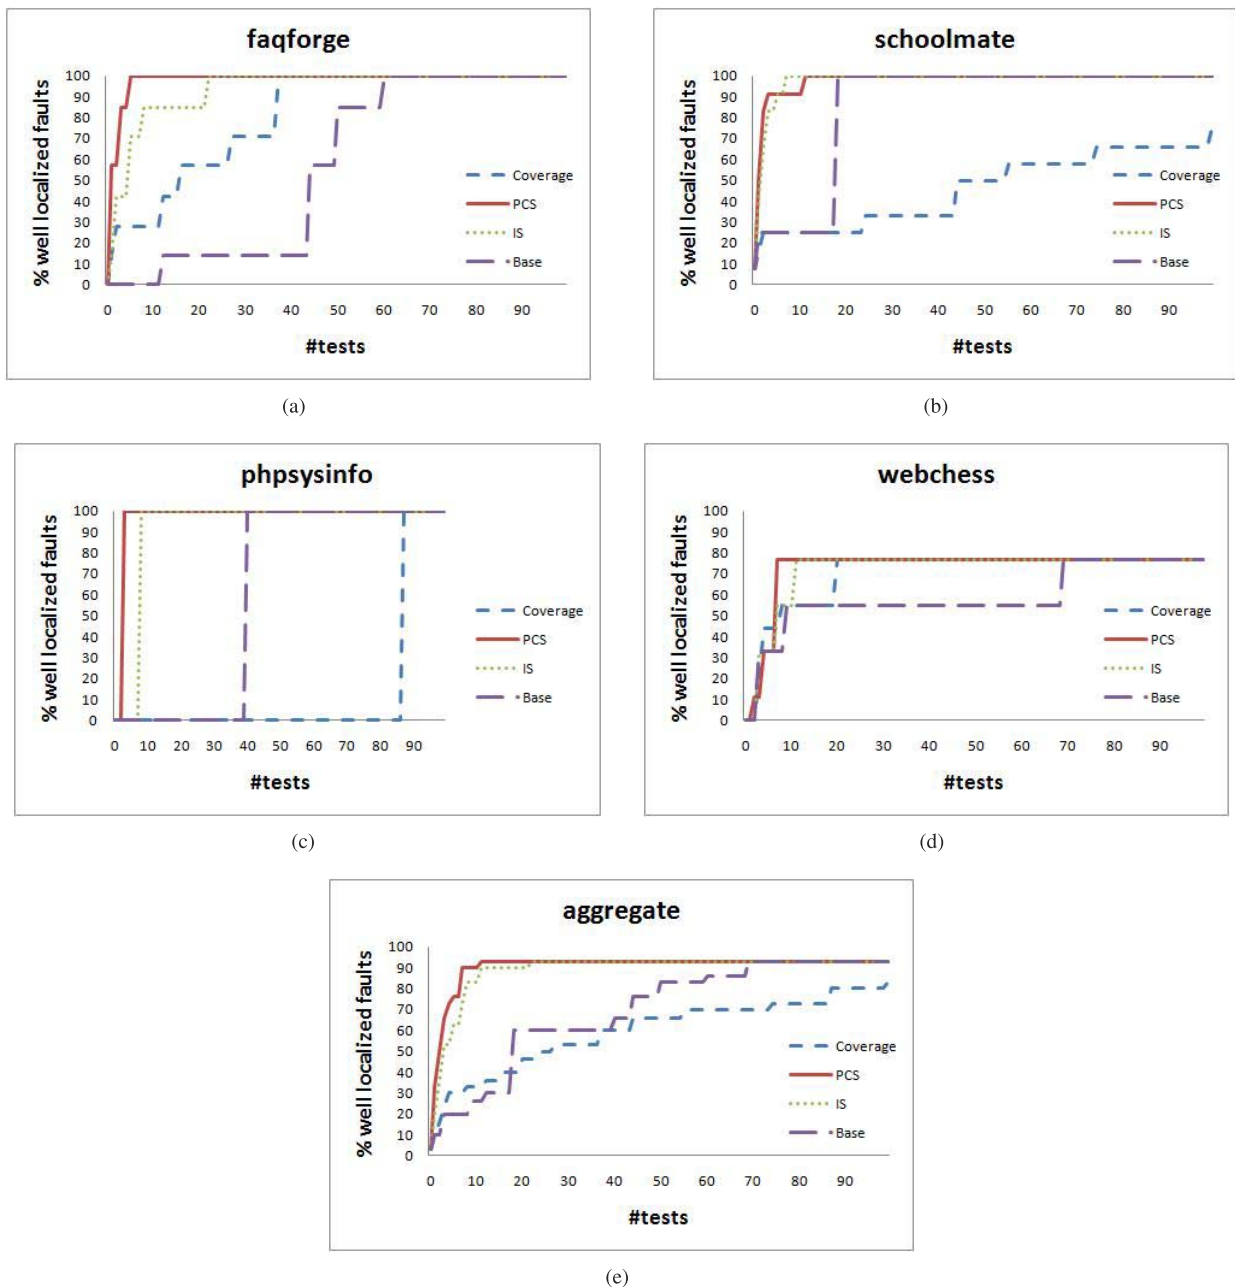 faqforge
% well localized faults
100
90
80
70
60
50
40
30
20
10
0
0 10 20 30 40 50 60 70 80 90
#tests
Coverage
PCS
IS
Base
(a)
schoolmate
% well localized faults
100
90
80
70
60
50
40
30
20
10
0
0 10 20 30 40 50 60 70 80 90
#tests
Coverage
PCS
IS
Base
(b)
phpsysinfo
% well localized faults
100
90
80
70
60
50
40
30
20
10
0
0 10 20 30 40 50 60 70 80 90
#tests
Coverage
PCS
IS
Base
(c)
webchess
% well localized faults
100
90
80
70
60
50
40
30
20
10
0
0 10 20 30 40 50 60 70 80 90
#tests
Coverage
PCS
IS
Base
(d)
aggregate
% well localized faults
100
90
80
70
60
50
40
30
20
10
0
0 10 20 30 40 50 60 70 80 90
#tests
Coverage
PCS
IS
Base
(e)